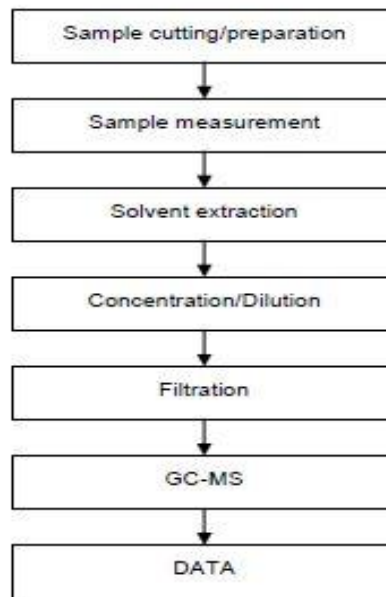 Sample cutting/preparation
Sample measurement
Solvent extraction
Concentration/Dilution
Filtration
GC-MS
DATA